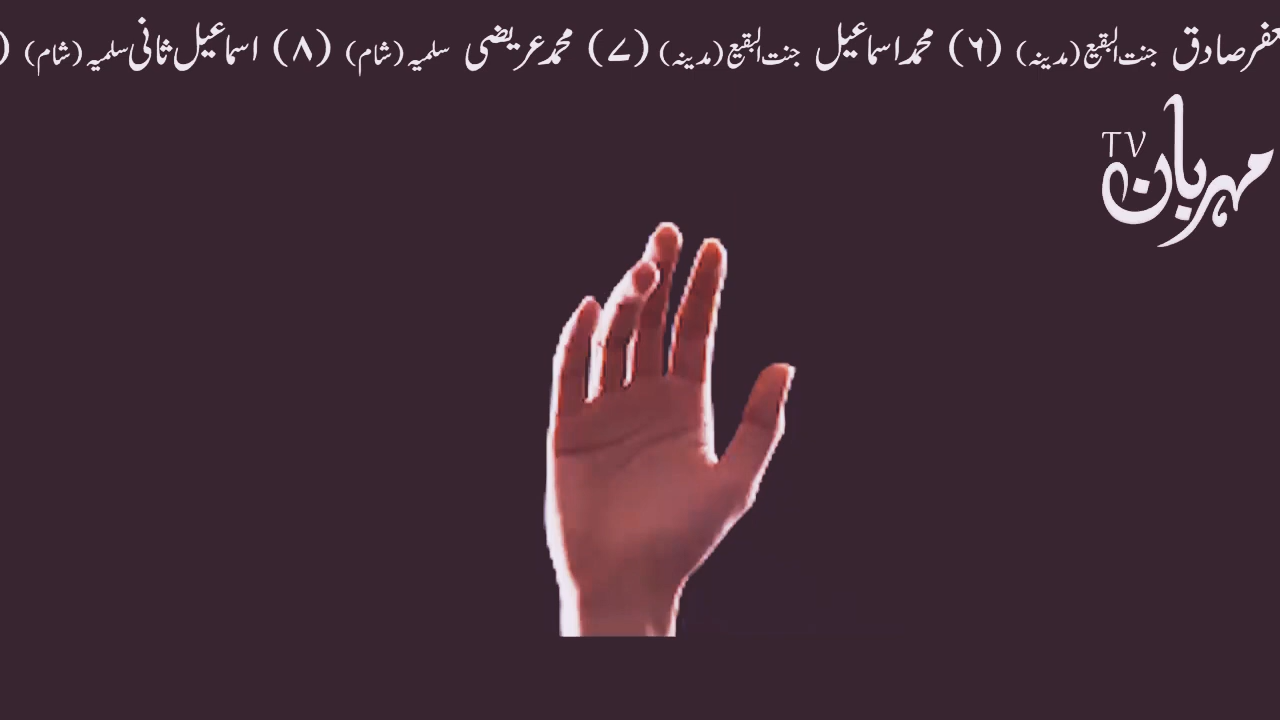 جعفر صادق جنت البقیع (مدینہ) (۶) محمد اسماعیل جنت البقیع (مدینہ) (۷) محمد عریضی سلمیہ (شام) (۸) اسماعیل ثانی سلمیہ (شام) (
TV
مہربان